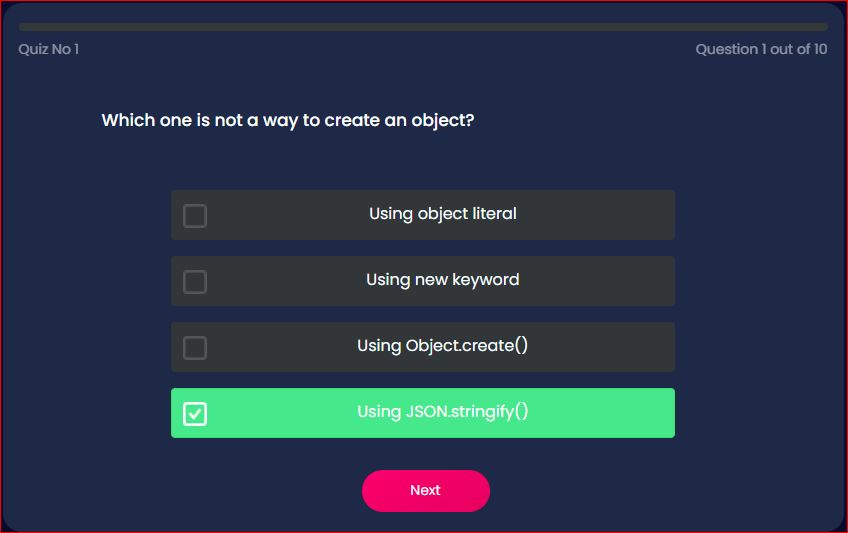 Quiz No 1
Question 1 out of 10
Which one is not a way to create an object?
Using object literal
Using new keyword
Using Object.create()
Using JSON.stringify()
Next